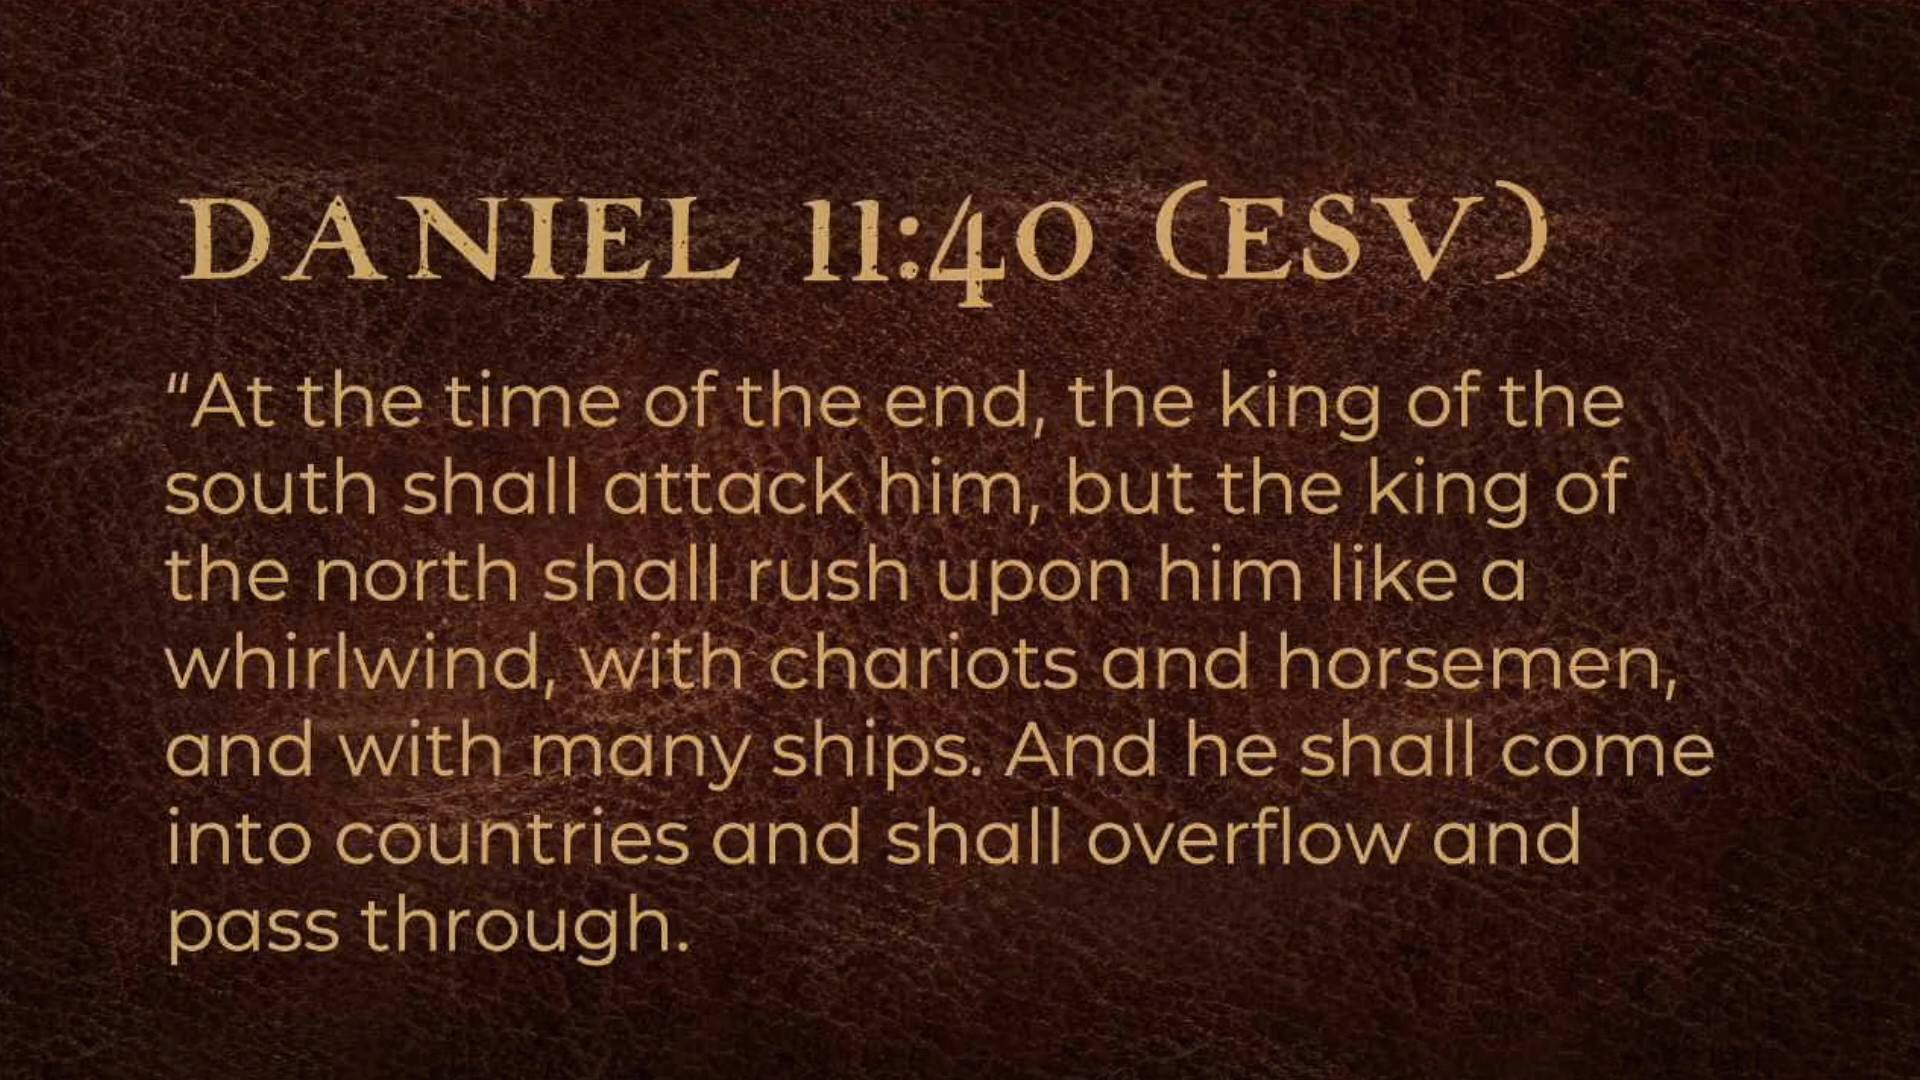 DANIEL 11:40 (ESV)
“At the time of the end, the king of the
south shall attack him, but the king of
the north shall rush upon him like a
whirlwind, with chariots and horsemen,
and with many ships. And he shall come
into countries and shall overflow and
pass through.